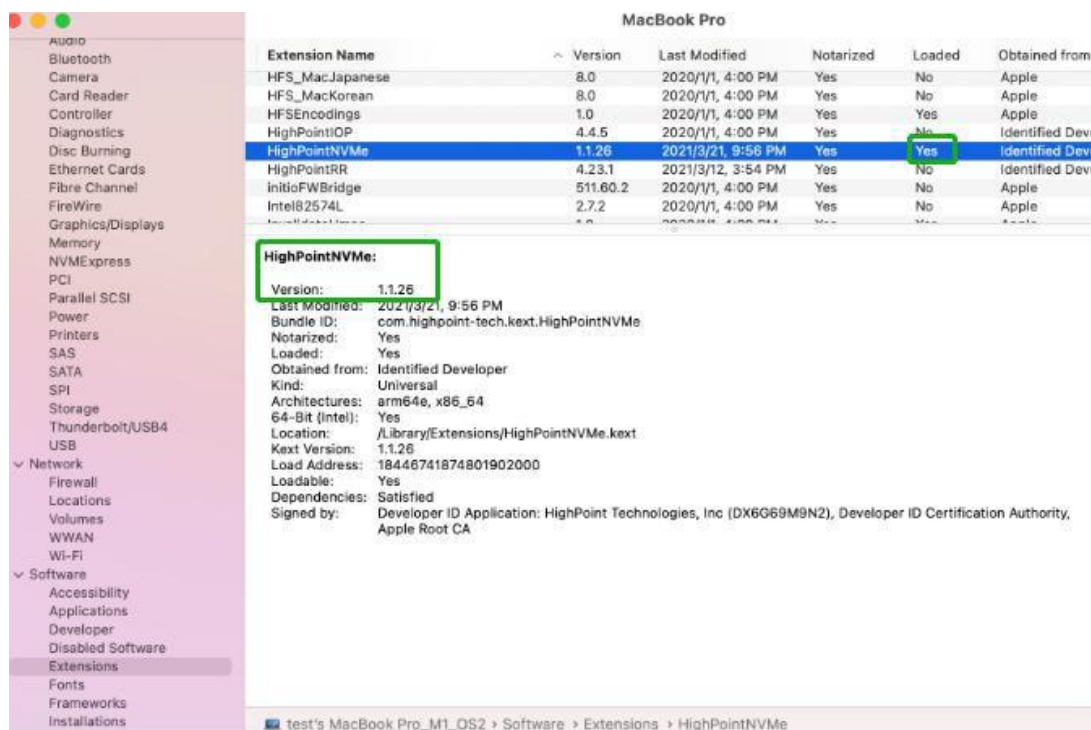 MacBook Pro
Audio
Bluetooth
Camera
Card Reader
Controller
Diagnostics
Disc Burning
Ethernet Cards
Fibre Channel
FireWire
Graphics/Displays
Memory
NVMExpress
PCI
Parallel SCSI
Power
Printers
SAS
SATA
SPI
Storage
Thunderbolt/USB4
USB
Network
Firewall
Locations
Volumes
WWAN
Wi-Fi
Software
Accessibility
Applications
Developer
Disabled Software
Extensions
Fonts
Frameworks
Installations
Extension Name Version Last Modified Notarized Loaded Obtained from
HFS_MacJapanese 8.0 2020/1/1, 4:00 PM Yes No Apple
HFS_MacKorean 8.0 2020/1/1, 4:00 PM Yes No Apple
HFSEncodings 1.0 2020/1/1, 4:00 PM Yes Yes Apple
HighPointIOP 4.4.5 2020/1/1, 4:00 PM Yes No Identified Dev
HighPointNVMe 1.1.26 2021/3/21, 9:56 PM Yes Yes Identified Dev
HighPointRR 4.23.1 2021/3/12, 3:54 PM Yes No Identified Dev
initioFWBridge 511.60.2 2020/1/1, 4:00 PM Yes No Apple
Intel82574L 2.7.2 2020/1/1, 4:00 PM Yes No Apple
HighPointNVMe:
Version: 1.1.26
Last Modified: 2021/3/21, 9:56 PM
Bundle ID: com.highpoint-tech.kext.HighPointNVMe
Notarized: Yes
Loaded: Yes
Obtained from: Identified Developer
Kind: Universal
Architectures: arm64e, x86_64
64-Bit (Intel): Yes
Location: /Library/Extensions/HighPointNVMe.kext
Kext Version: 1.1.26
Load Address: 18446741874801902000
Loadable: Yes
Dependencies: Satisfied
Signed by: Developer ID Application: HighPoint Technologies, Inc (DX6G69M9N2), Developer ID Certification Authority,
Apple Root CA
test's MacBook Pro_M1_OS2 › Software › Extensions › HighPointNVMe